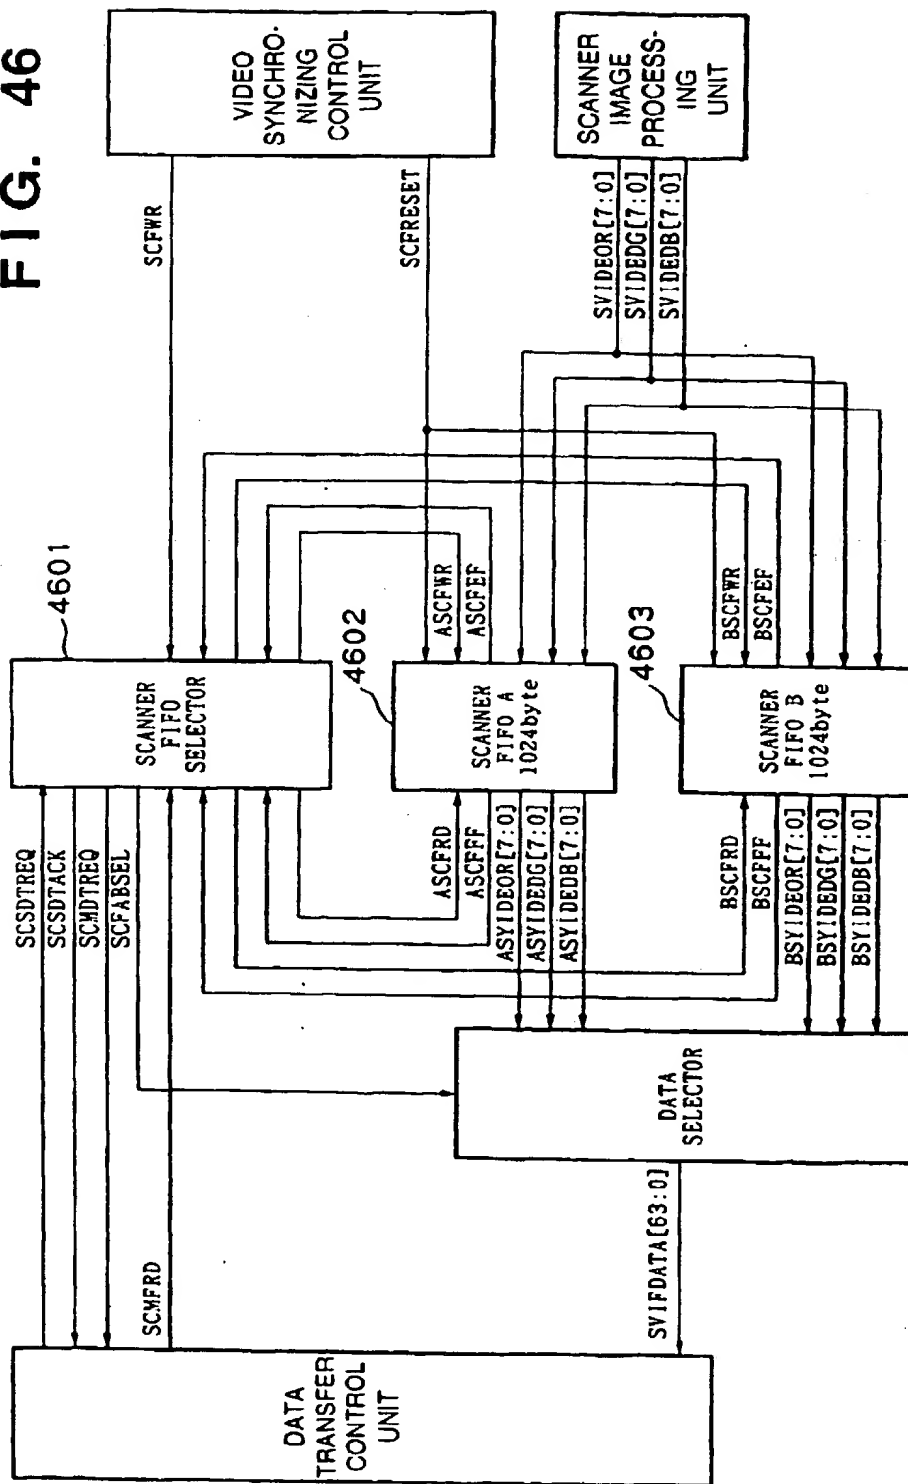 FIG. 46
VIDEO
SYNCHRO-
NIZING
CONTROL
UNIT
SCANNER
IMAGE
PROCESS-
ING
UNIT
SCFWR
SCFRESET
SVIDEOR[7:0]
SVIDEDG[7:0]
SVIDEDB[7:0]
4601
SCANNER
FIFO
SELECTOR
4602
ASCFWR
ASCFEF
SCANNER
FIFO A
1024byte
4603
BSCFWR
BSCFEF
SCANNER
FIFO B
1024byte
SCSDTREQ
SCSDTACK
SCMDTREQ
SCFABSEL
ASCFRD
ASCFFF
ASYIDEOR[7:0]
ASYIDEDG[7:0]
ASYIDEDB[7:0]
BSCFRD
BSCFFF
BSYIDEOR[7:0]
BSYIDEDG[7:0]
BSYIDEDB[7:0]
SCMFRD
DATA
SELECTOR
SVIFDATA[63:0]
DATA
TRANSFER
CONTROL
UNIT